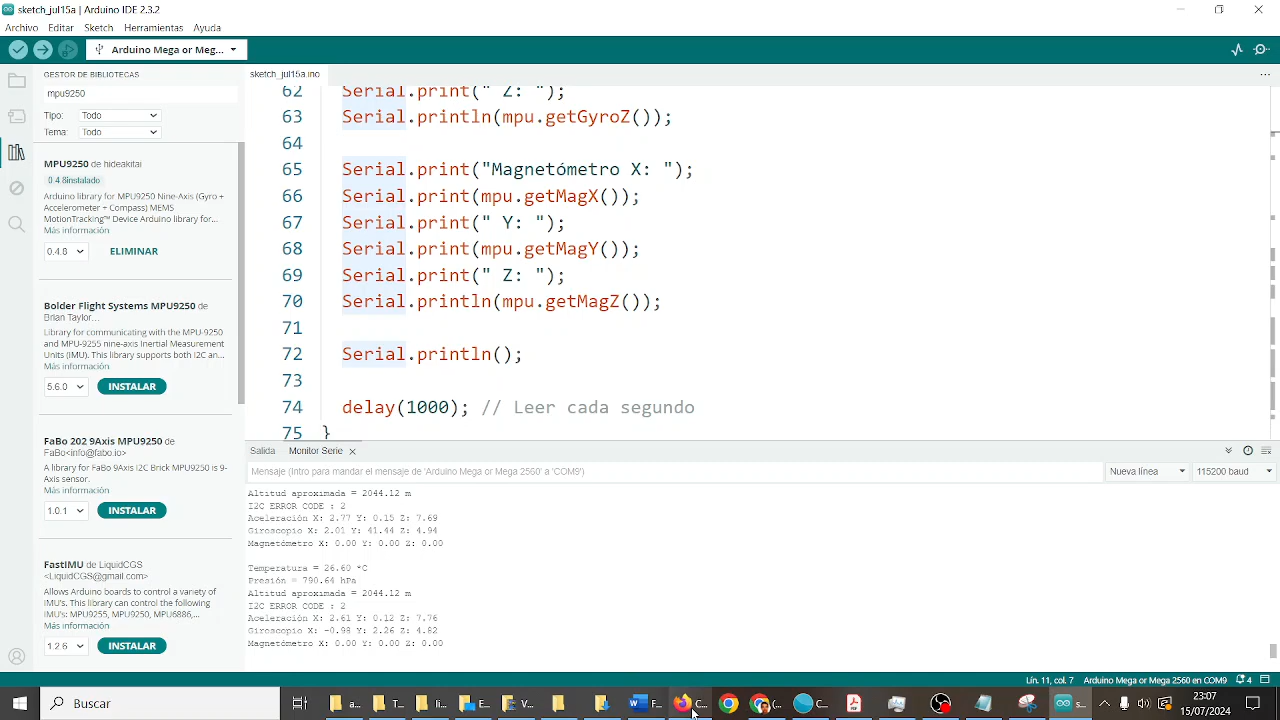 sketch_jul15a | Arduino IDE 2.3.2
Archivo Editar Sketch Herramientas Ayuda
Arduino Mega or Meg...
GESTOR DE BIBLIOTECAS
mpu9250
Tipo: Todo
Tema: Todo
MPU9250 de hideakitai
0.4.8instalado
Arduino library for MPU9250 Nine-Axis (Gyro +
Accelerometer + Compass) MEMS
MotionTracking™ Device Arduino library for...
Más información
0.4.8 ELIMINAR
Bolder Flight Systems MPU9250 de
Brian Taylor...
Library for communicating with the MPU-9250
and MPU-9255 nine-axis Inertial Measurement
Units (IMU). This library supports both I2C an...
Más información
5.6.0 INSTALAR
FaBo 202 9Axis MPU9250 de
FaBo<info@fabo.io>
A library for FaBo 9Axis I2C Brick MPU9250 is 9-
Axis sensor.
Más información
1.0.1 INSTALAR
FastIMU de LiquidCGS
<LiquidCGS@gmail.com>
Allows Arduino boards to control a variety of
IMU's. This library can control the following
IMU's: MPU9255, MPU9250, MPU6886,...
Más información
1.2.6 INSTALAR
sketch_jul15a.ino
62 Serial.print(" Z: ");
63 Serial.println(mpu.getGyroZ());
64
65 Serial.print("Magnetómetro X: ");
66 Serial.print(mpu.getMagX());
67 Serial.print(" Y: ");
68 Serial.print(mpu.getMagY());
69 Serial.print(" Z: ");
70 Serial.println(mpu.getMagZ());
71
72 Serial.println();
73
74 delay(1000); // Leer cada segundo
75 }
Salida Monitor Serie
Mensaje (Intro para mandar el mensaje de 'Arduino Mega or Mega 2560' a 'COM9')
Nueva línea 115200 baud
Altitud aproximada = 2044.12 m
I2C ERROR CODE : 2
Aceleración X: 2.77 Y: 0.15 Z: 7.69
Giroscopio X: 2.01 Y: 41.44 Z: 4.94
Magnetómetro X: 0.00 Y: 0.00 Z: 0.00
Temperatura = 26.60 *C
Presión = 790.64 hPa
Altitud aproximada = 2044.12 m
I2C ERROR CODE : 2
Aceleración X: 2.61 Y: 0.12 Z: 7.76
Giroscopio X: -0.98 Y: 2.26 Z: 4.82
Magnetómetro X: 0.00 Y: 0.00 Z: 0.00
Lín. 11, col. 7 Arduino Mega or Mega 2560 en COM9 4
Buscar
a... T... li... E... V... F... C... C... C... s...
23:07
15/07/2024